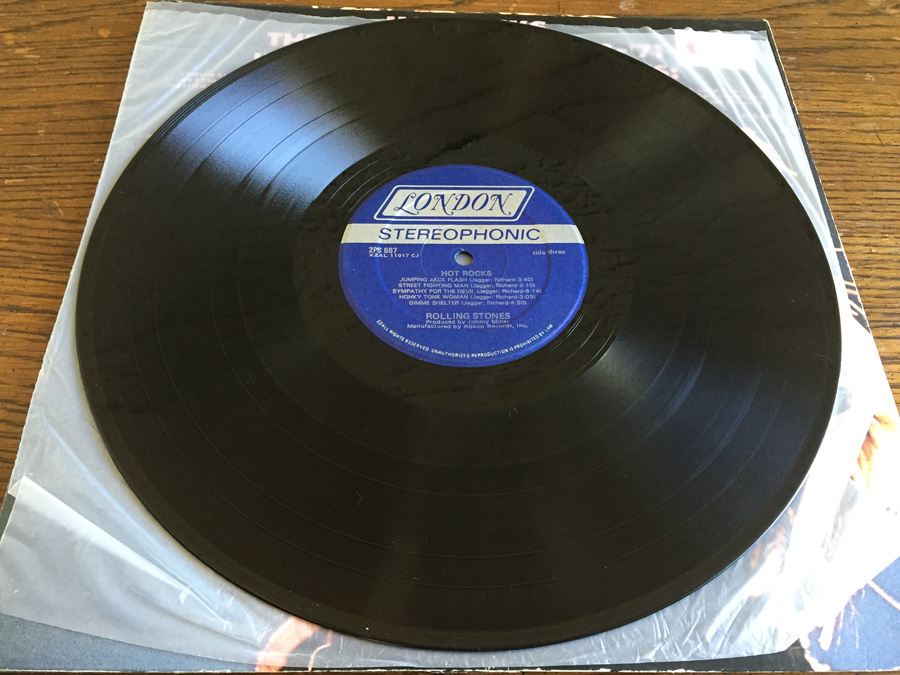 LONDON
STEREOPHONIC
2PS 607
XZAL 11017 CJ
side three
HOT ROCKS
JUMPING JACK FLASH (Jagger; Richard-3:40)
STREET FIGHTING MAN (Jagger; Richard-3:10)
SYMPATHY FOR THE DEVIL (Jagger; Richard-6:14)
HONKY TONK WOMAN (Jagger; Richard-3:03)
GIMME SHELTER (Jagger; Richard-4:30)
ROLLING STONES
Produced by Jimmy Miller
Manufactured by Abkco Records, Inc.
ALL RIGHTS RESERVED UNAUTHORIZED REPRODUCTION IS PROHIBITED BY LAW